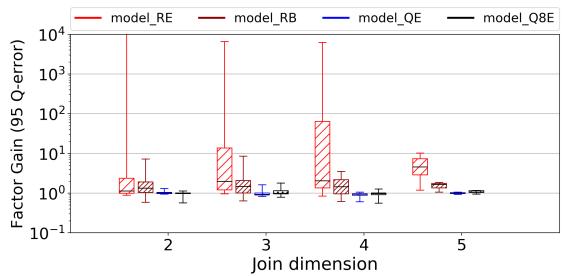 model_RE model_RB model_QE model_Q8E
10^4
10^3
10^2
10^1
10^0
10^−1
Factor Gain (95 Q-error)
2 3 4 5
Join dimension